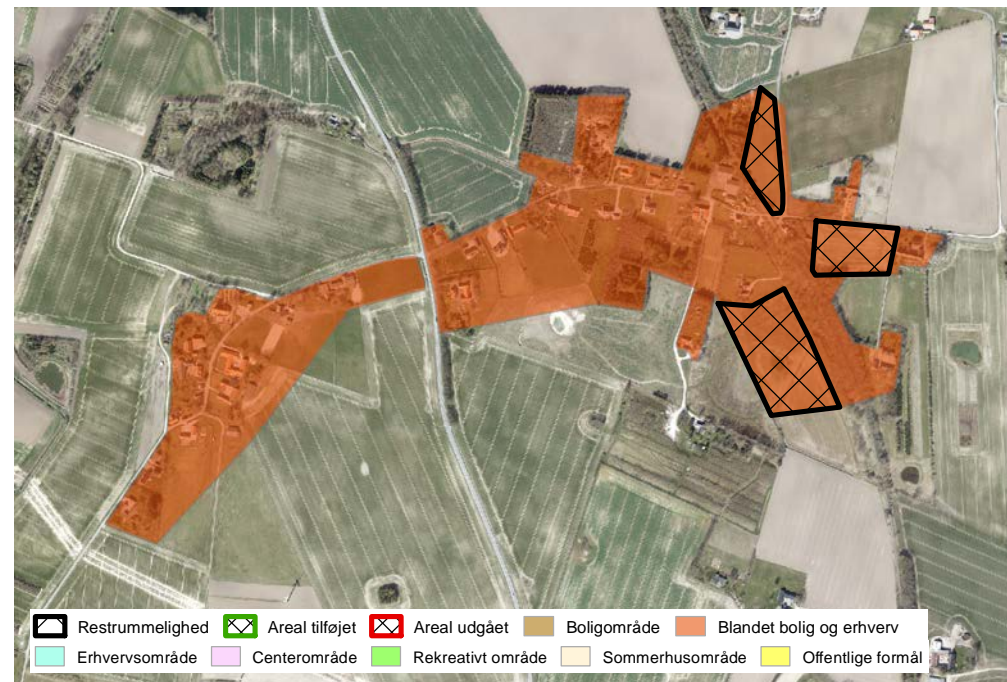 Restrummelighed Areal tilføjet Areal udgået Boligområde Blandet bolig og erhverv
Erhvervsområde Centerområde Rekreativt område Sommerhusområde Offentlige formål